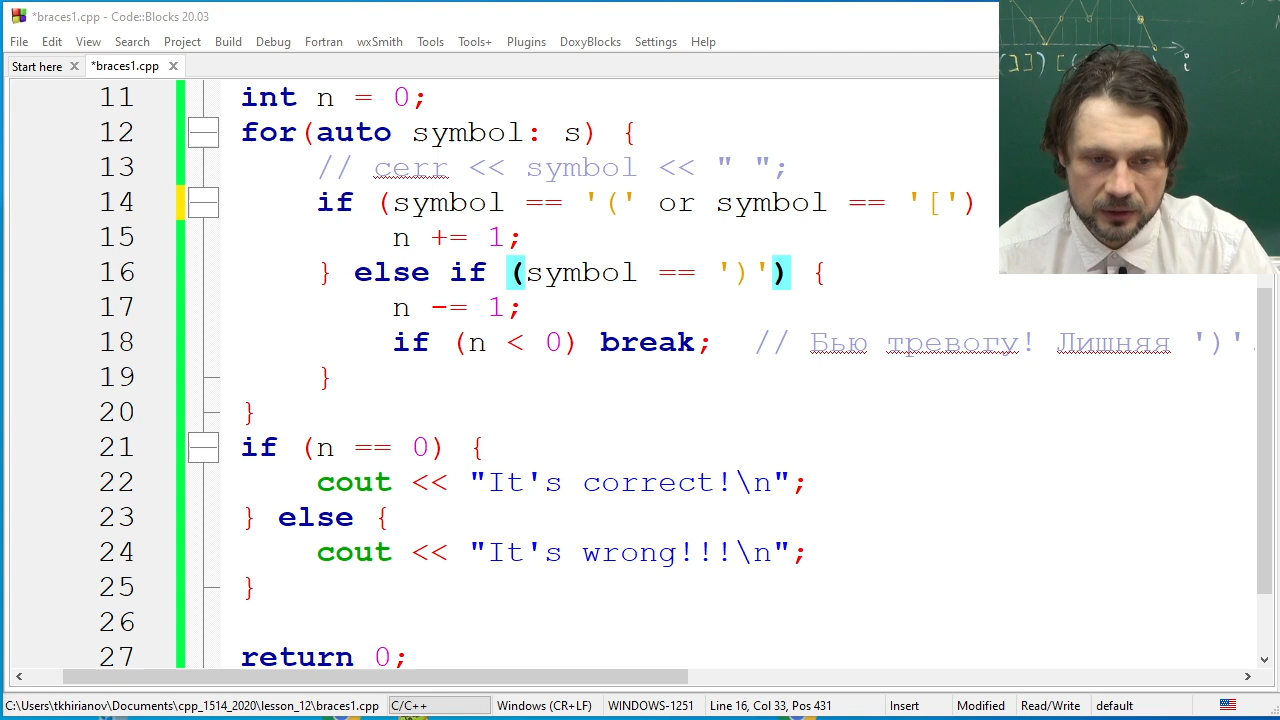 *braces1.cpp - Code::Blocks 20.03
File Edit View Search Project Build Debug Fortran wxSmith Tools Tools+ Plugins DoxyBlocks Settings Help
Start here *braces1.cpp
11 int n = 0;
12 for(auto symbol: s) {
13 // cerr << symbol << " ";
14 if (symbol == '(' or symbol == '[')
15 n += 1;
16 } else if (symbol == ')') {
17 n -= 1;
18 if (n < 0) break; // Бью тревогу! Лишняя ')'.
19 }
20 }
21 if (n == 0) {
22 cout << "It's correct!\n";
23 } else {
24 cout << "It's wrong!!!\n";
25 }
26
27 return 0;
C:\Users\tkhirianov\Documents\cpp_1514_2020\lesson_12\braces1.cpp C/C++ Windows (CR+LF) WINDOWS-1251 Line 16, Col 33, Pos 431 Insert Modified Read/Write default